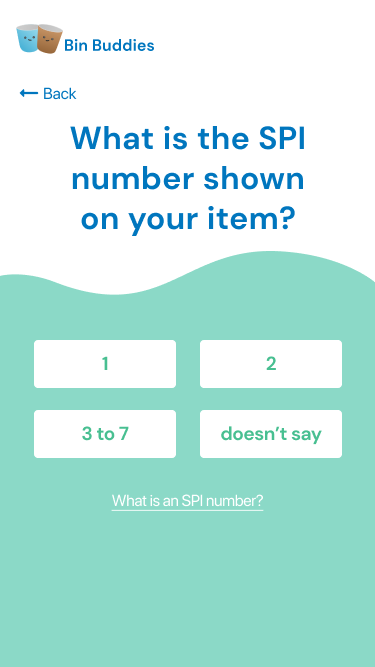 Bin Buddies
Back
What is the SPI
number shown
on your item?
1
2
3 to 7
doesn’t say
What is an SPI number?